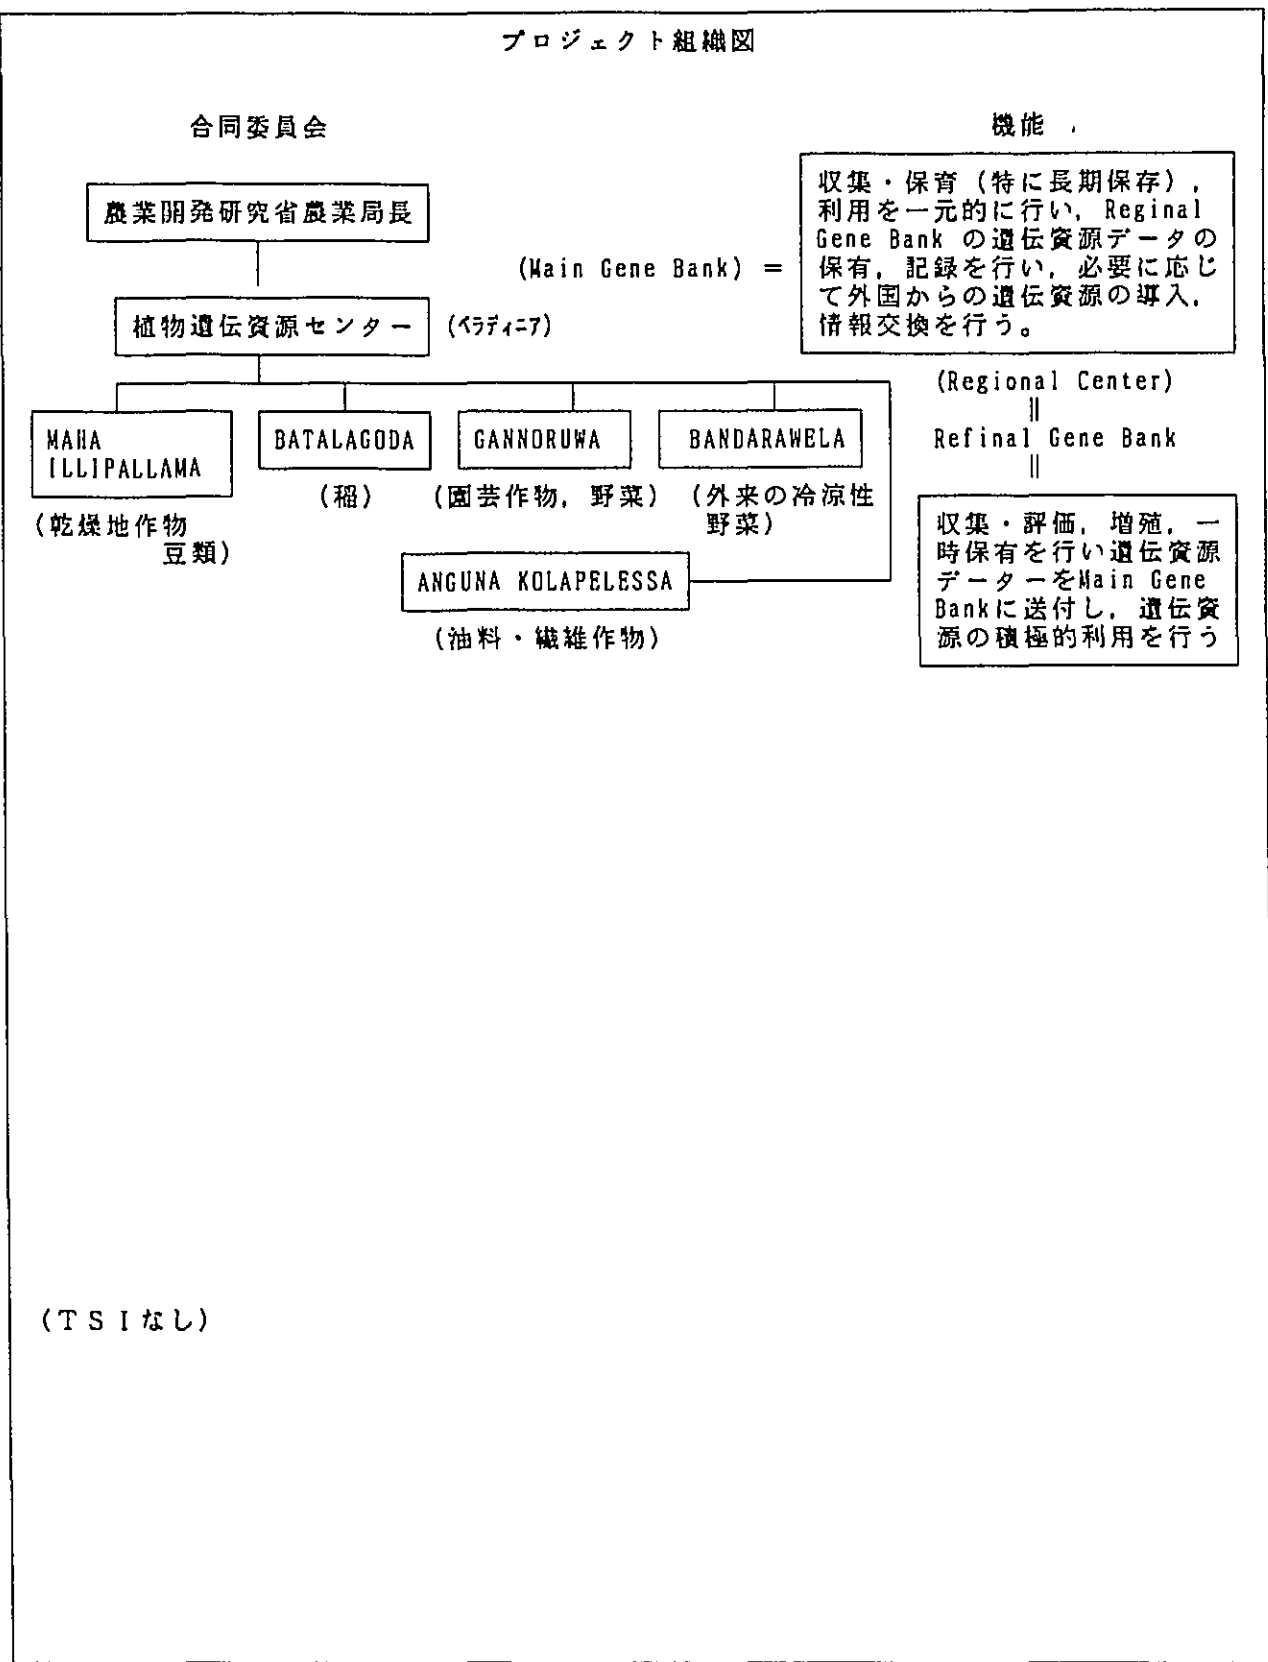 プロジェクト組織図
合同委員会
農業開発研究省農業局長
植物遺伝資源センター
(ペラディニア)
MAHA
ILLIPALLAMA
(乾燥地作物
豆類)
BATALAGODA
(稲)
GANNORUWA
(園芸作物，野菜)
BANDARAWELA
(外来の冷涼性
野菜)
ANGUNA KOLAPELESSA
(油料・繊維作物)
機能
(Main Gene Bank) =
収集・保育(特に長期保存)，
利用を一元的に行い，Reginal
Gene Bank の遺伝資源データの
保有，記録を行い，必要に応じ
て外国からの遺伝資源の導入，
情報交換を行う。
(Regional Center)
||
Refinal Gene Bank
||
収集・評価，増殖，一
時保有を行い遺伝資源
データーをMain Gene
Bankに送付し，遺伝資
源の積極的利用を行う
(ＴＳＩなし)